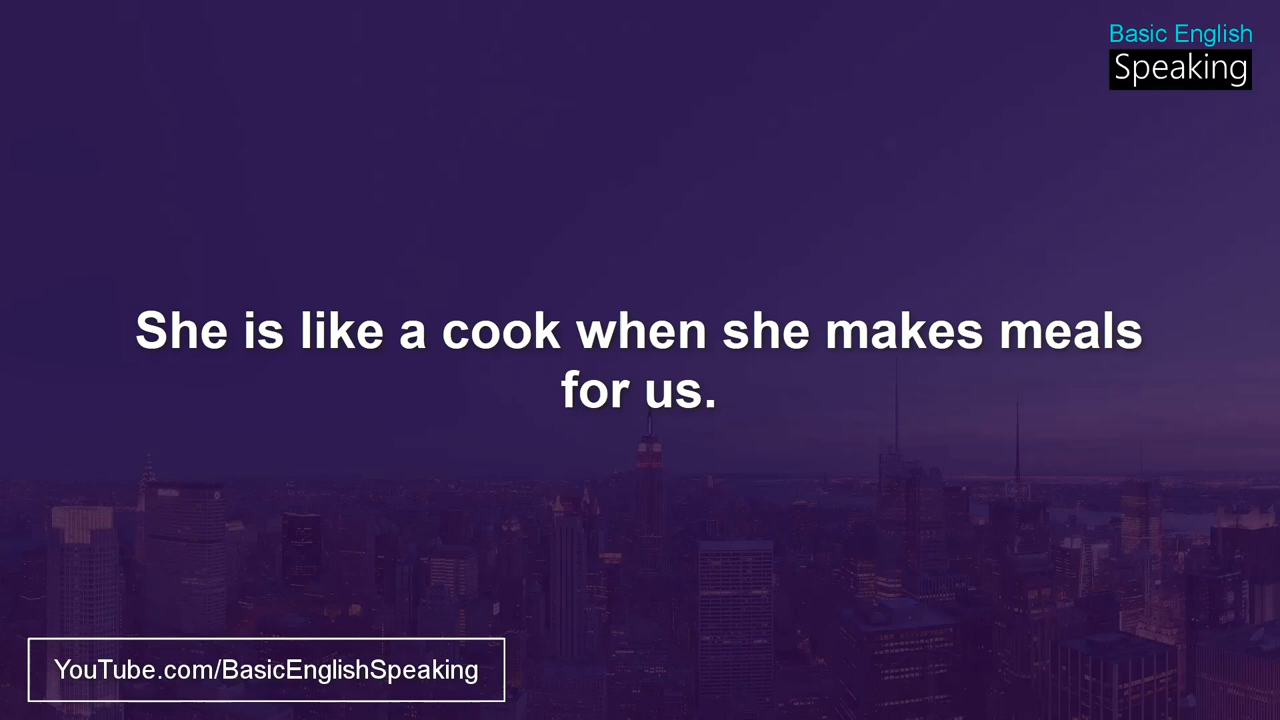 Basic English
Speaking
She is like a cook when she makes meals
for us.
YouTube.com/BasicEnglishSpeaking